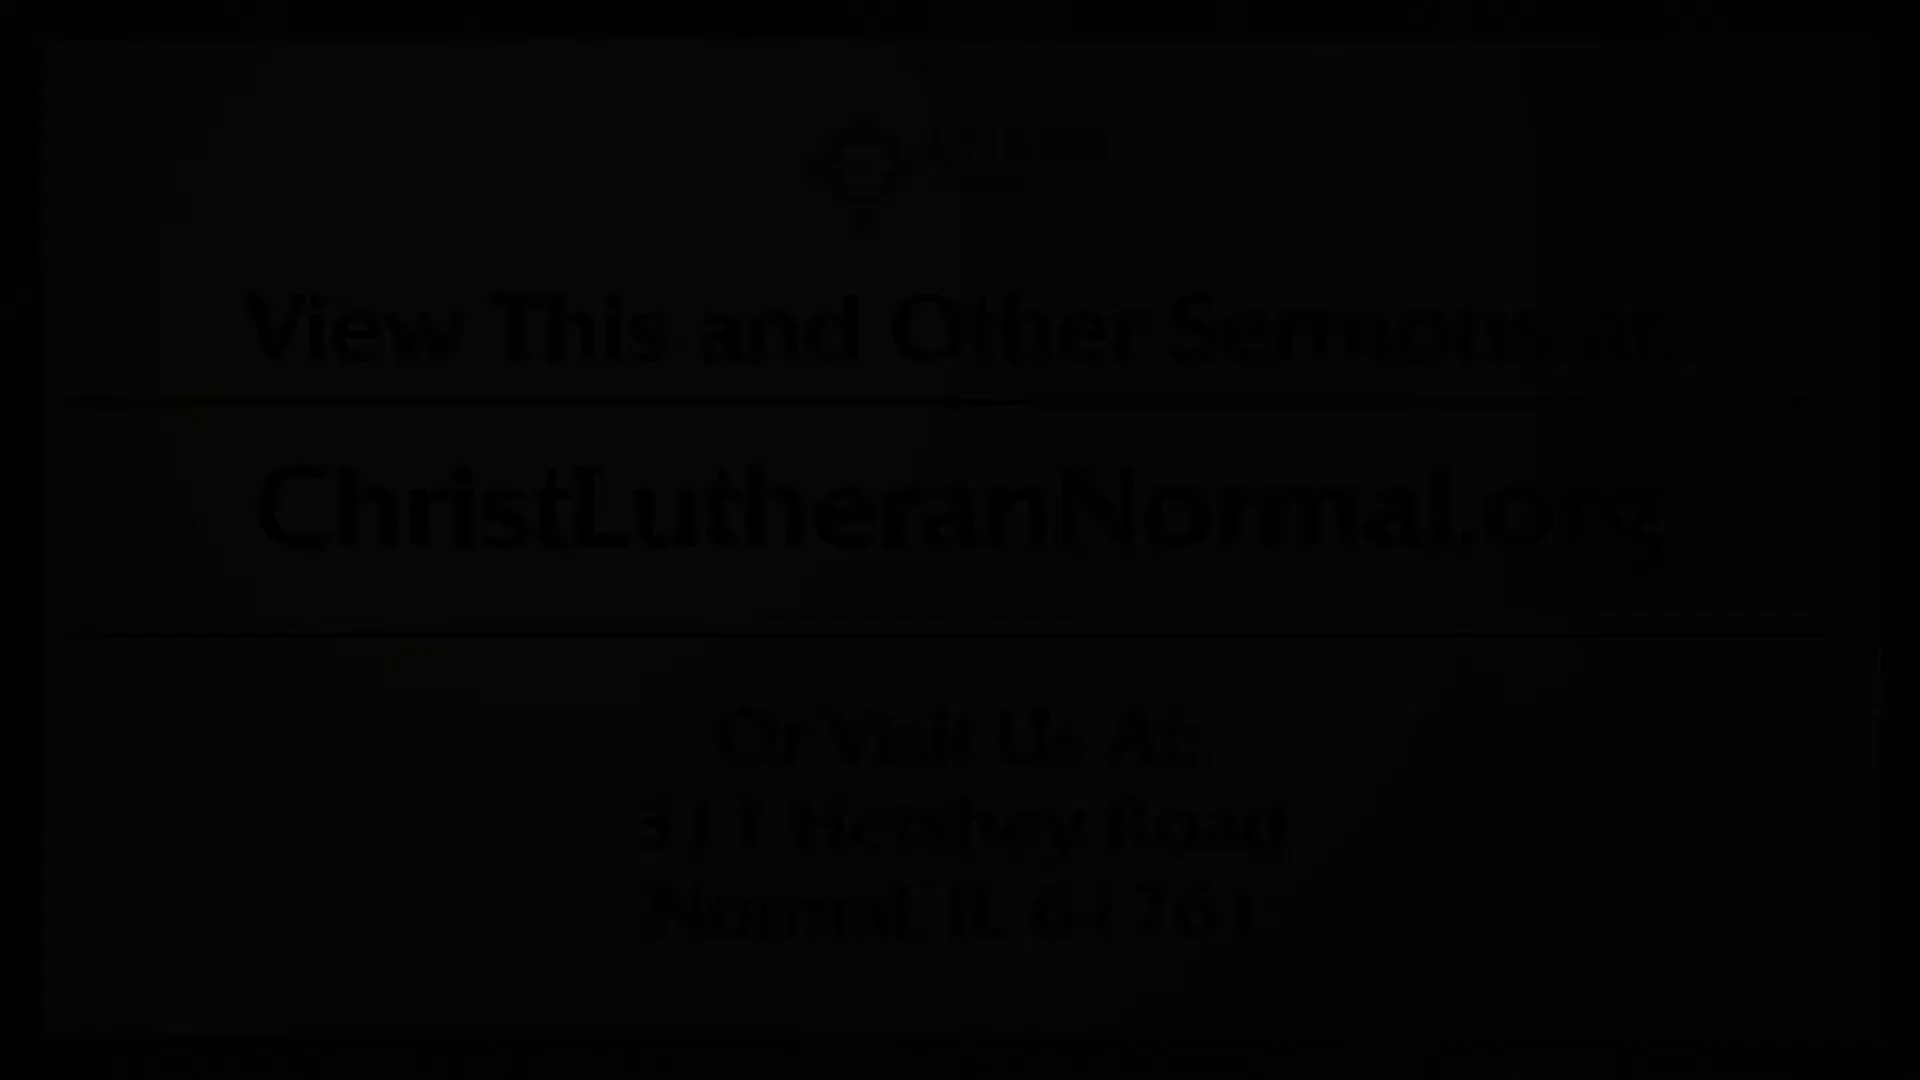 View This and Other Sermons at:
ChristLutheranNormal.org
Or Visit Us At:
311 Hershey Road
Normal, IL 61761